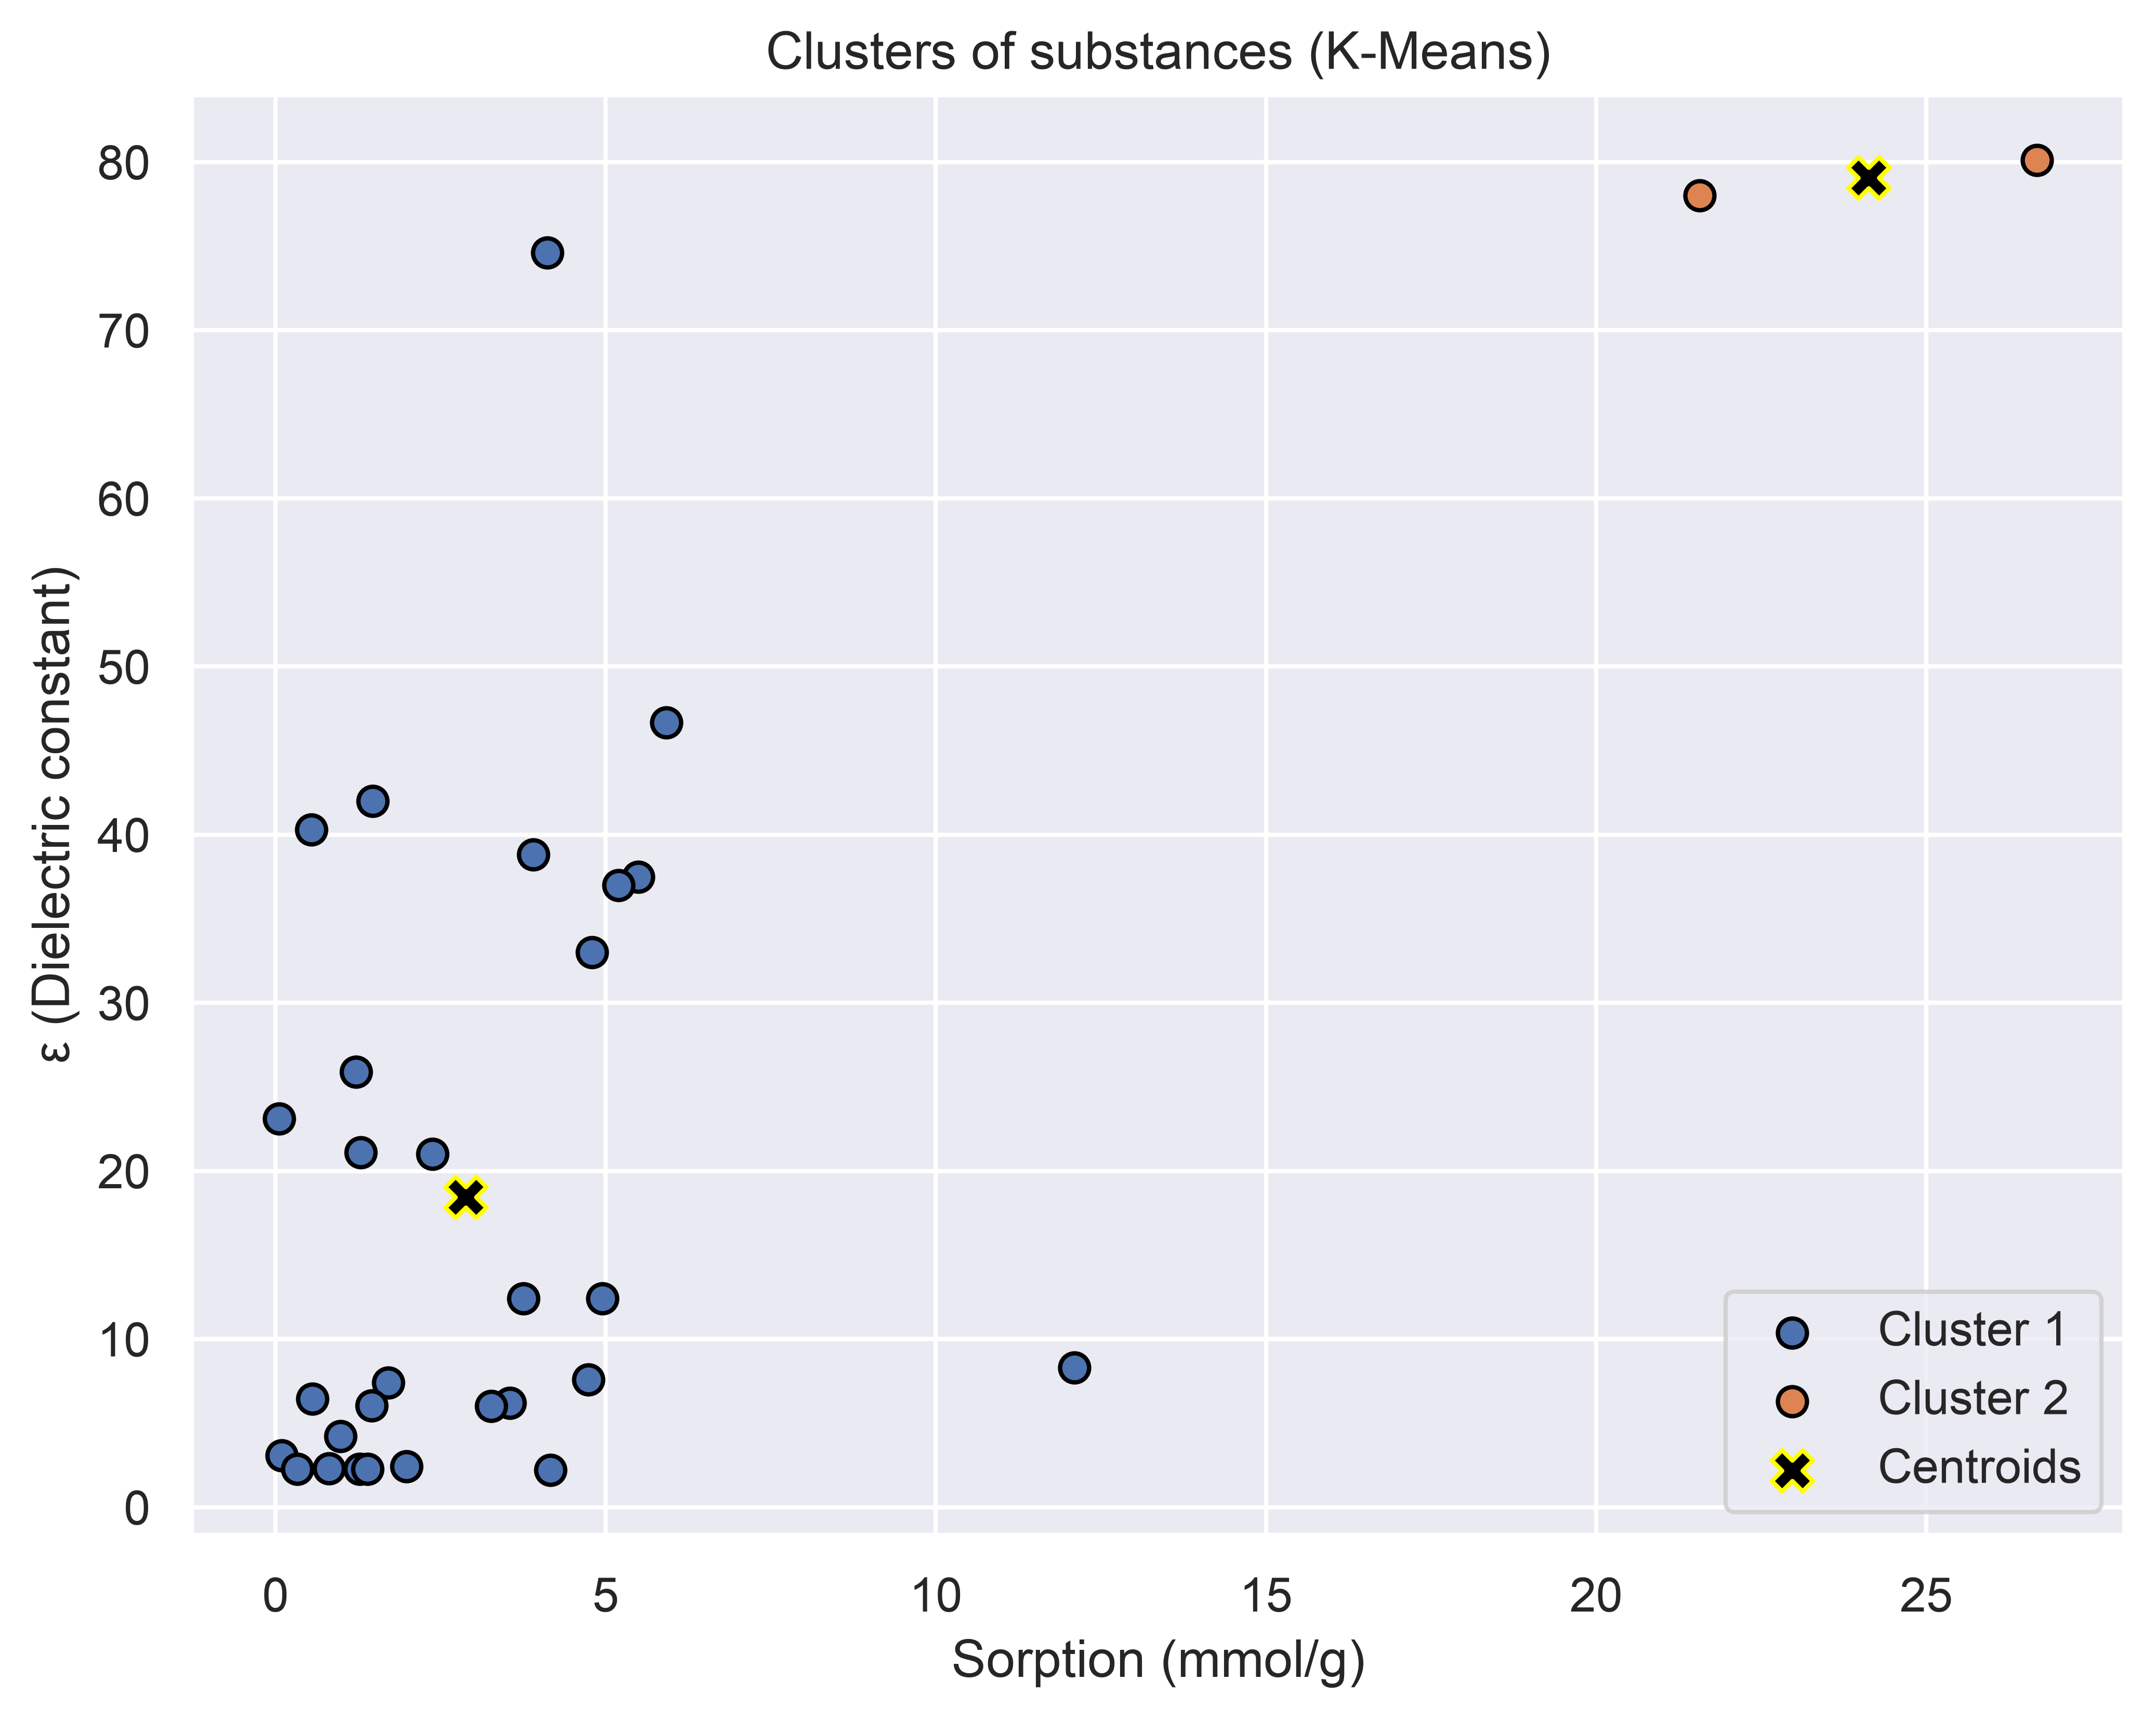 Clusters of substances (K-Means)
ε (Dielectric constant)
80
70
60
50
40
30
20
10
0
0 5 10 15 20 25
Sorption (mmol/g)
Cluster 1
Cluster 2
Centroids